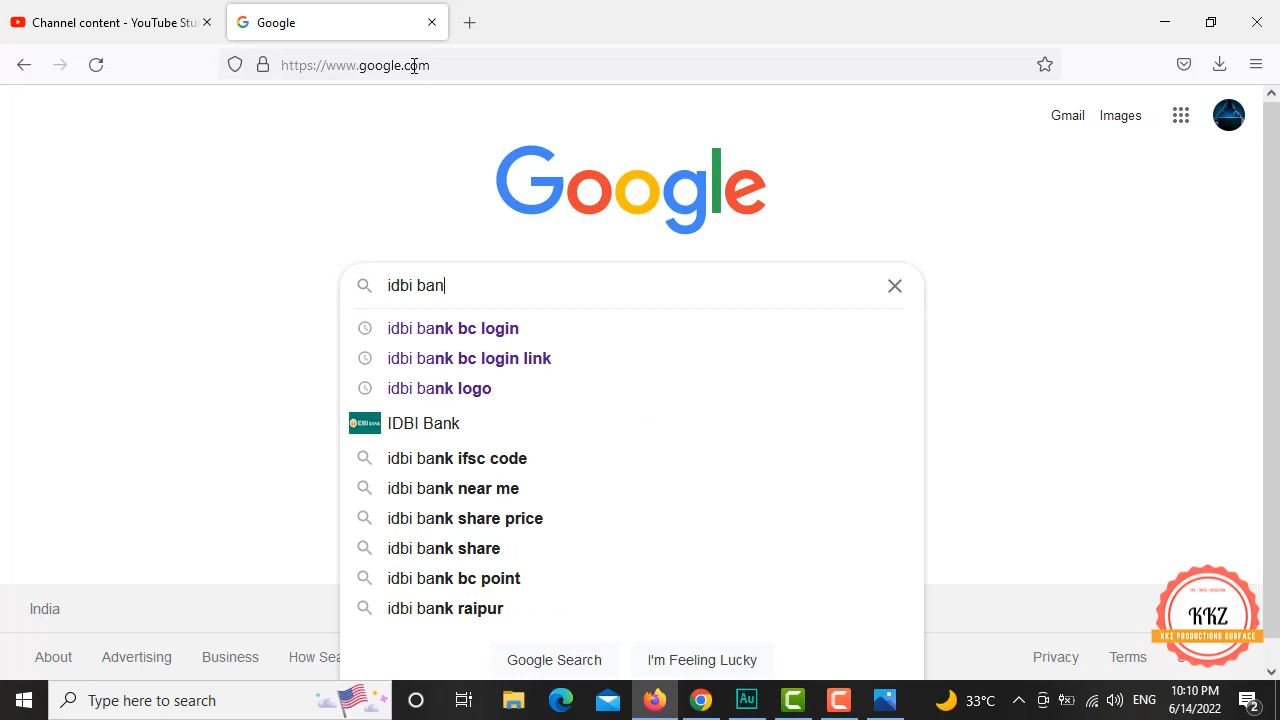 Channel content - YouTube Stu
Google
https://www.google.com
Gmail Images
Google
idbi ban
idbi bank bc login
idbi bank bc login link
idbi bank logo
IDBI BANK
IDBI Bank
idbi bank ifsc code
idbi bank near me
idbi bank share price
idbi bank share
idbi bank bc point
idbi bank raipur
Google Search I'm Feeling Lucky
India
About Advertising Business How Sea
Privacy Terms S
KKZ
KKZ PRODUCTIONS SURFACE
Type here to search
Au
33°C
ENG
10:10 PM
6/14/2022
2